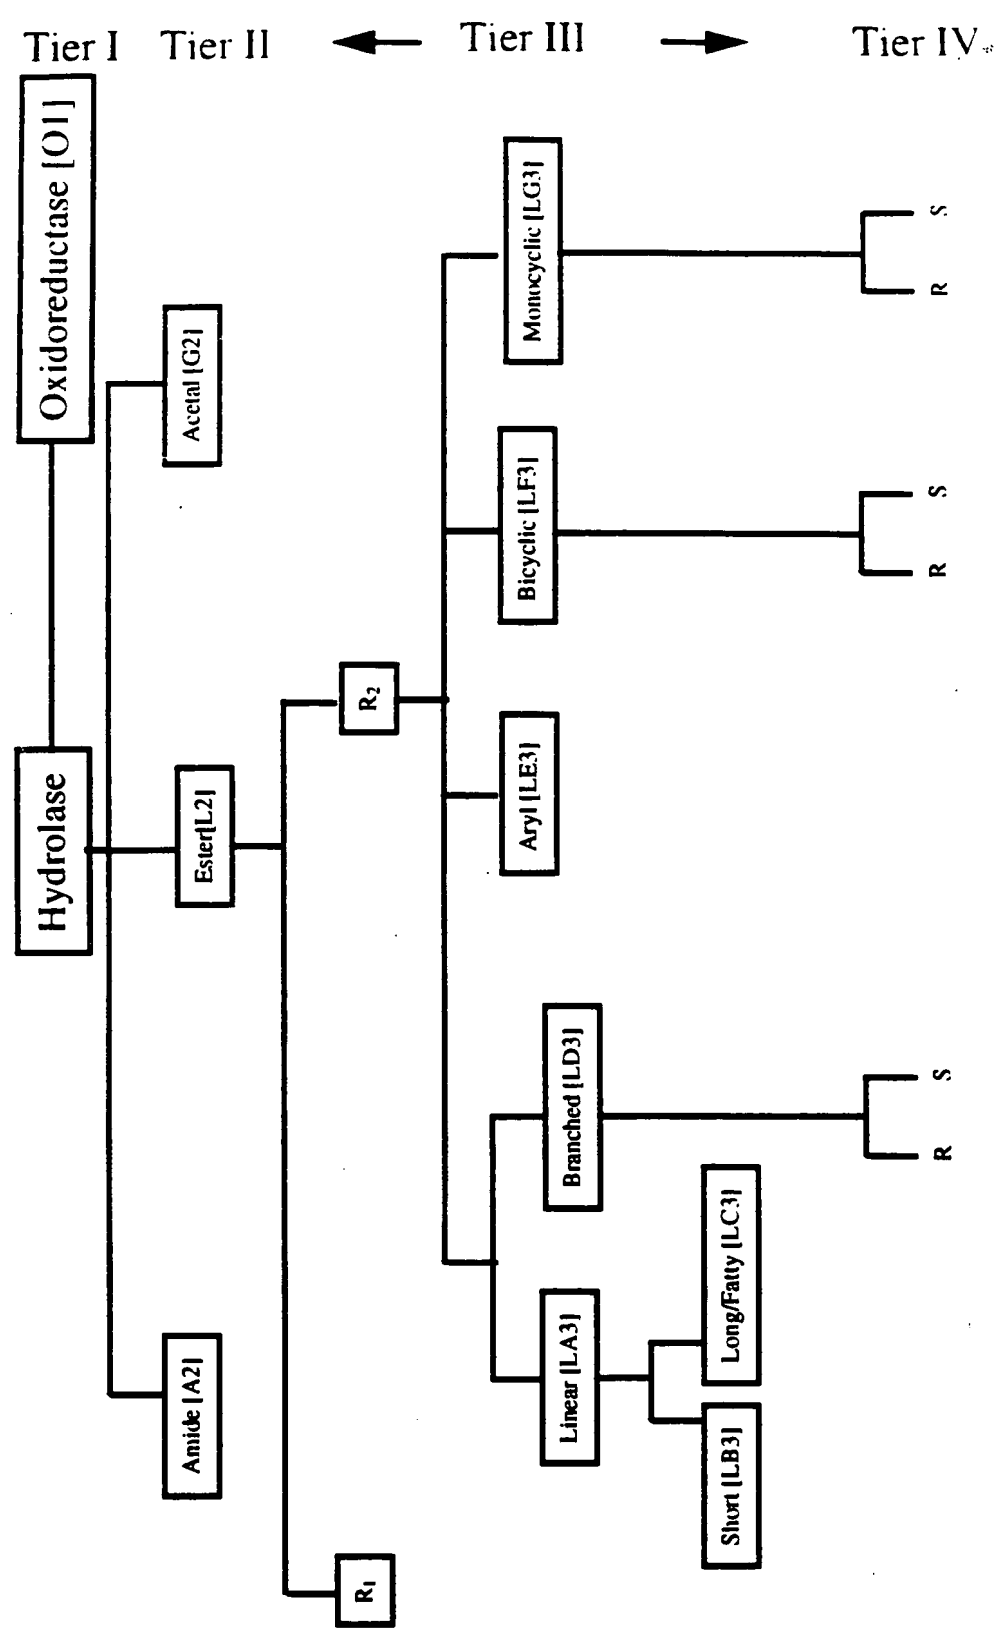 Tier I
Tier II
Tier III
Tier IV
Hydrolase
Oxidoreductase [O1]
Amide [A2]
Ester[L2]
Acetal [G2]
R1
R2
Linear [LA3]
Branched [LD3]
Aryl [LE3]
Bicyclic [LF3]
Monocyclic [LG3]
Short [LB3]
Long/Fatty [LC3]
R
S
R
S
R
S